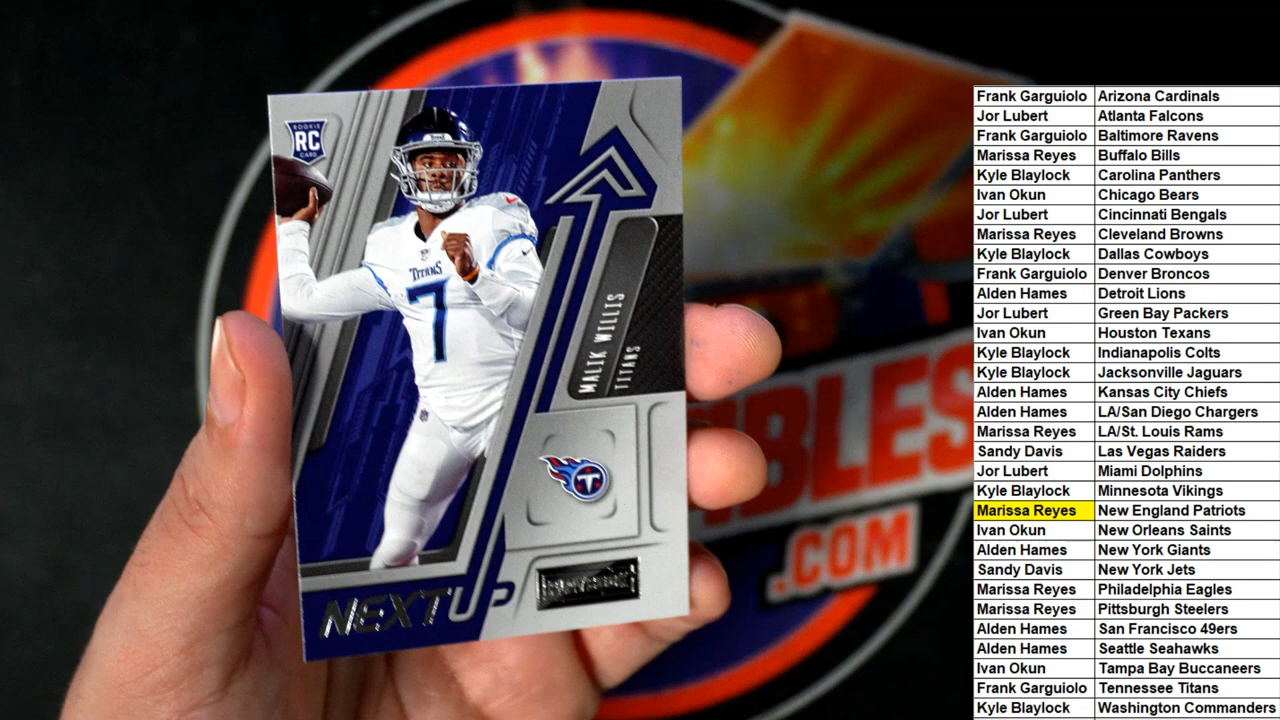 ROOKIE
RC
CARD
TITANS
7
MALIK WILLIS
TITANS
T
NEXT UP
PLAYBOOK
IBLES
.COM
Frank Garguiolo Arizona Cardinals
Jor Lubert Atlanta Falcons
Frank Garguiolo Baltimore Ravens
Marissa Reyes Buffalo Bills
Kyle Blaylock Carolina Panthers
Ivan Okun Chicago Bears
Jor Lubert Cincinnati Bengals
Marissa Reyes Cleveland Browns
Kyle Blaylock Dallas Cowboys
Frank Garguiolo Denver Broncos
Alden Hames Detroit Lions
Jor Lubert Green Bay Packers
Ivan Okun Houston Texans
Kyle Blaylock Indianapolis Colts
Kyle Blaylock Jacksonville Jaguars
Alden Hames Kansas City Chiefs
Alden Hames LA/San Diego Chargers
Marissa Reyes LA/St. Louis Rams
Sandy Davis Las Vegas Raiders
Jor Lubert Miami Dolphins
Kyle Blaylock Minnesota Vikings
Marissa Reyes New England Patriots
Ivan Okun New Orleans Saints
Alden Hames New York Giants
Sandy Davis New York Jets
Marissa Reyes Philadelphia Eagles
Marissa Reyes Pittsburgh Steelers
Alden Hames San Francisco 49ers
Alden Hames Seattle Seahawks
Ivan Okun Tampa Bay Buccaneers
Frank Garguiolo Tennessee Titans
Kyle Blaylock Washington Commanders